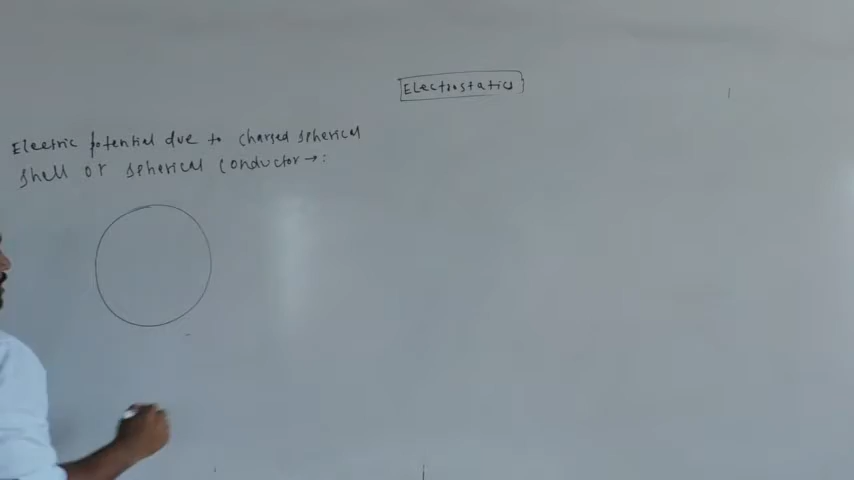 Electrostatics
Electric potential due to charged spherical
shell or spherical conductor →: